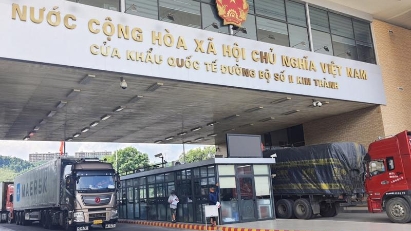 NƯỚC CỘNG HÒA XÃ HỘI CHỦ NGHĨA VIỆT NAM
CỬA KHẨU QUỐC TẾ ĐƯỜNG BỘ SỐ II KIM THÀNH
MAERSK